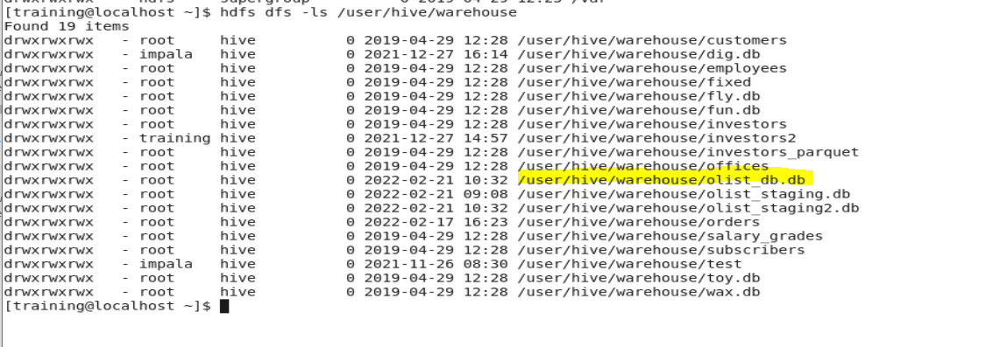 [training@localhost ~]$ hdfs dfs -ls /user/hive/warehouse
Found 19 items
drwxrwxrwx   - root     hive          0 2019-04-29 12:28 /user/hive/warehouse/customers
drwxrwxrwx   - impala   hive          0 2021-12-27 16:14 /user/hive/warehouse/dig.db
drwxrwxrwx   - root     hive          0 2019-04-29 12:28 /user/hive/warehouse/employees
drwxrwxrwx   - root     hive          0 2019-04-29 12:28 /user/hive/warehouse/fixed
drwxrwxrwx   - root     hive          0 2019-04-29 12:28 /user/hive/warehouse/fly.db
drwxrwxrwx   - root     hive          0 2019-04-29 12:28 /user/hive/warehouse/fun.db
drwxrwxrwx   - root     hive          0 2019-04-29 12:28 /user/hive/warehouse/investors
drwxrwxrwx   - training hive          0 2021-12-27 14:57 /user/hive/warehouse/investors2
drwxrwxrwx   - root     hive          0 2019-04-29 12:28 /user/hive/warehouse/investors_parquet
drwxrwxrwx   - root     hive          0 2019-04-29 12:28 /user/hive/warehouse/offices
drwxrwxrwx   - root     hive          0 2022-02-21 10:32 /user/hive/warehouse/olist_db.db
drwxrwxrwx   - root     hive          0 2022-02-21 09:08 /user/hive/warehouse/olist_staging.db
drwxrwxrwx   - root     hive          0 2022-02-21 10:32 /user/hive/warehouse/olist_staging2.db
drwxrwxrwx   - root     hive          0 2022-02-17 16:23 /user/hive/warehouse/orders
drwxrwxrwx   - root     hive          0 2019-04-29 12:28 /user/hive/warehouse/salary_grades
drwxrwxrwx   - root     hive          0 2019-04-29 12:28 /user/hive/warehouse/subscribers
drwxrwxrwx   - impala   hive          0 2021-11-26 08:30 /user/hive/warehouse/test
drwxrwxrwx   - root     hive          0 2019-04-29 12:28 /user/hive/warehouse/toy.db
drwxrwxrwx   - root     hive          0 2019-04-29 12:28 /user/hive/warehouse/wax.db
[training@localhost ~]$